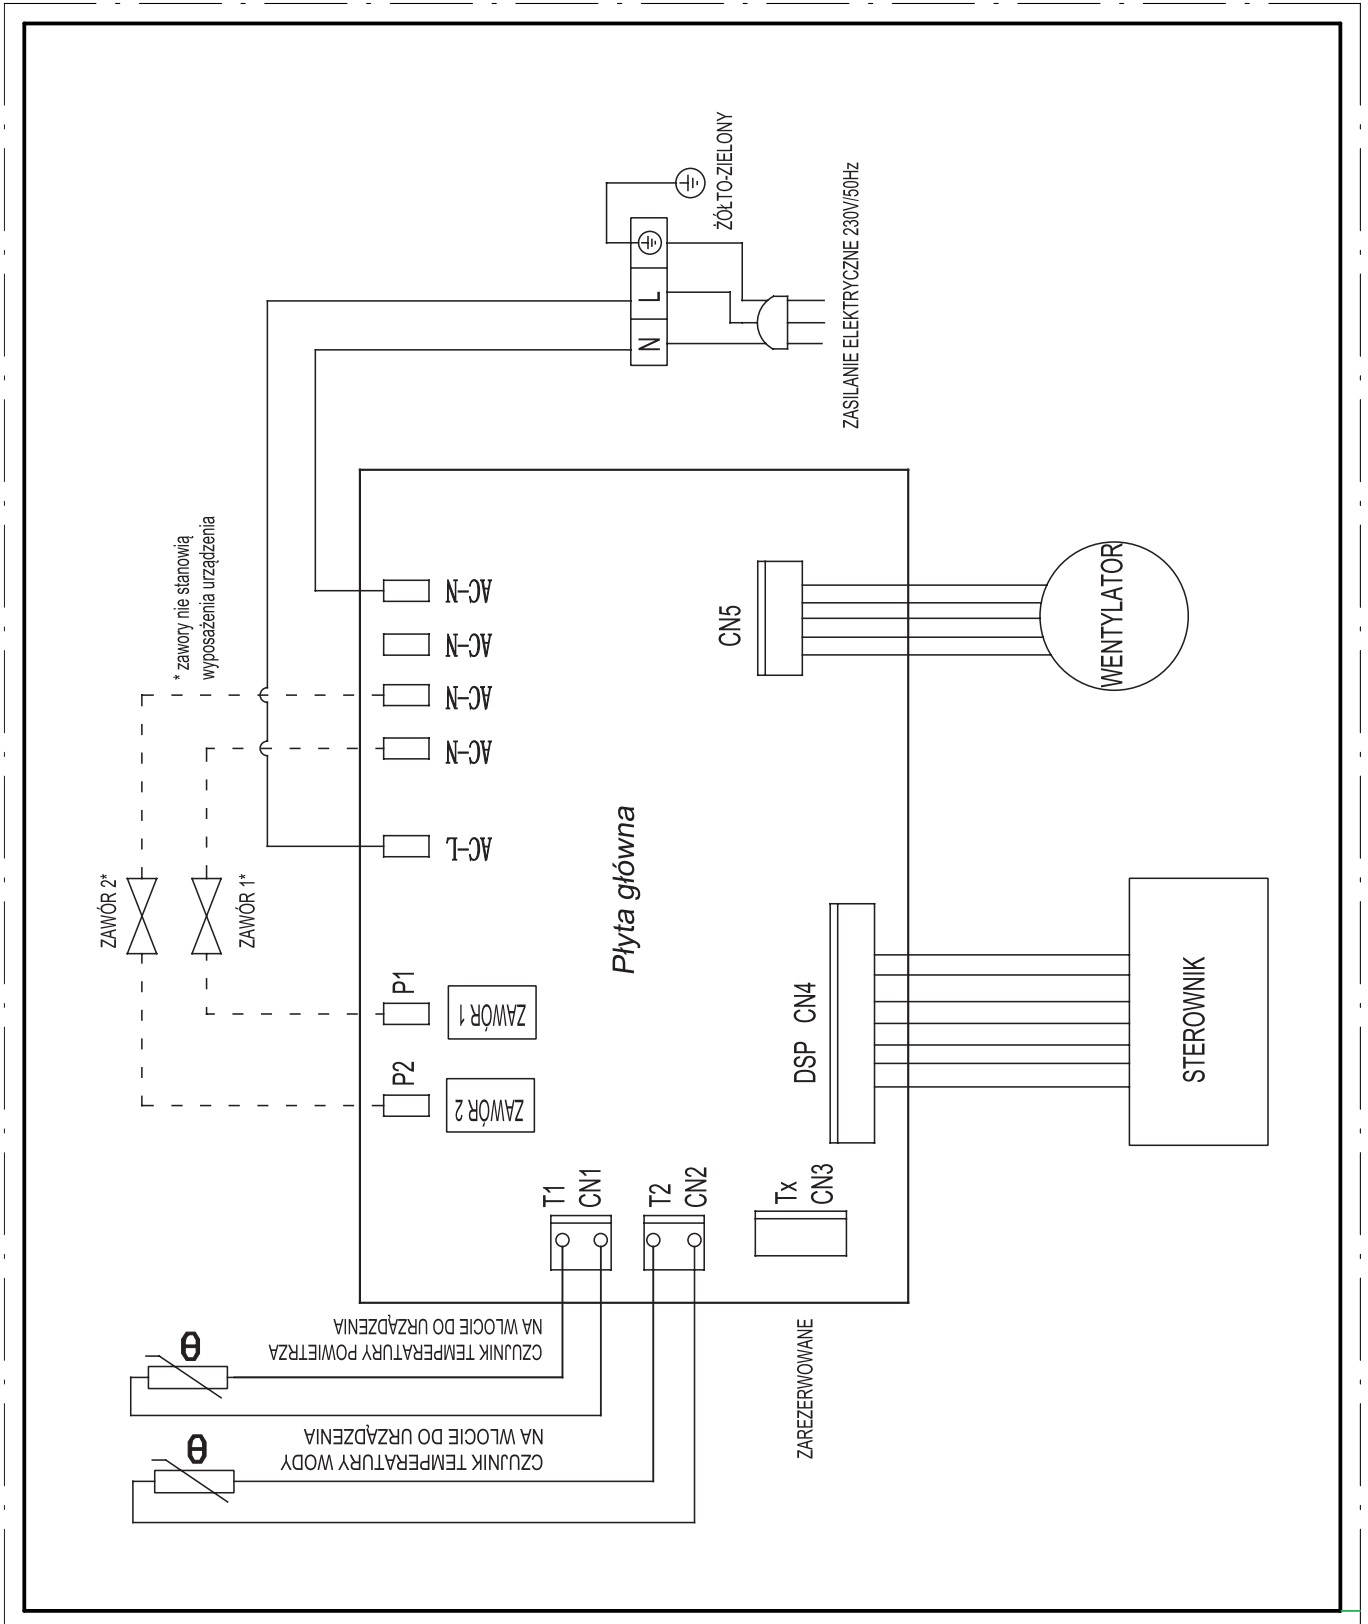 * zawory nie stanowią
wyposażenia urządzenia
ZAWÓR 2*
ZAWÓR 1*
ŻÓŁTO-ZIELONY
N
L
ZASILANIE ELEKTRYCZNE 230V/50Hz
AC-N
AC-N
AC-N
AC-N
AC-L
P1
ZAWÓR 1
P2
ZAWÓR 2
Płyta główna
CN5
WENTYLATOR
DSP CN4
STEROWNIK
T1
CN1
T2
CN2
Tx
CN3
ZAREZERWOWANE
θ
CZUJNIK TEMPERATURY POWIETRZA
NA WLOCIE DO URZĄDZENIA
θ
CZUJNIK TEMPERATURY WODY
NA WLOCIE DO URZĄDZENIA